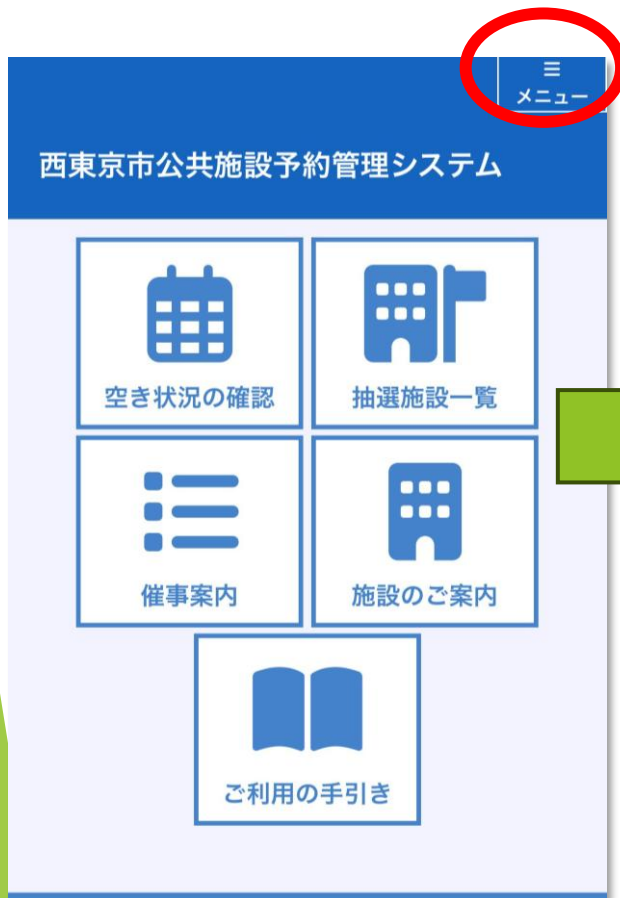 メニュー
西東京市公共施設予約管理システム
空き状況の確認
抽選施設一覧
催事案内
施設のご案内
ご利用の手引き